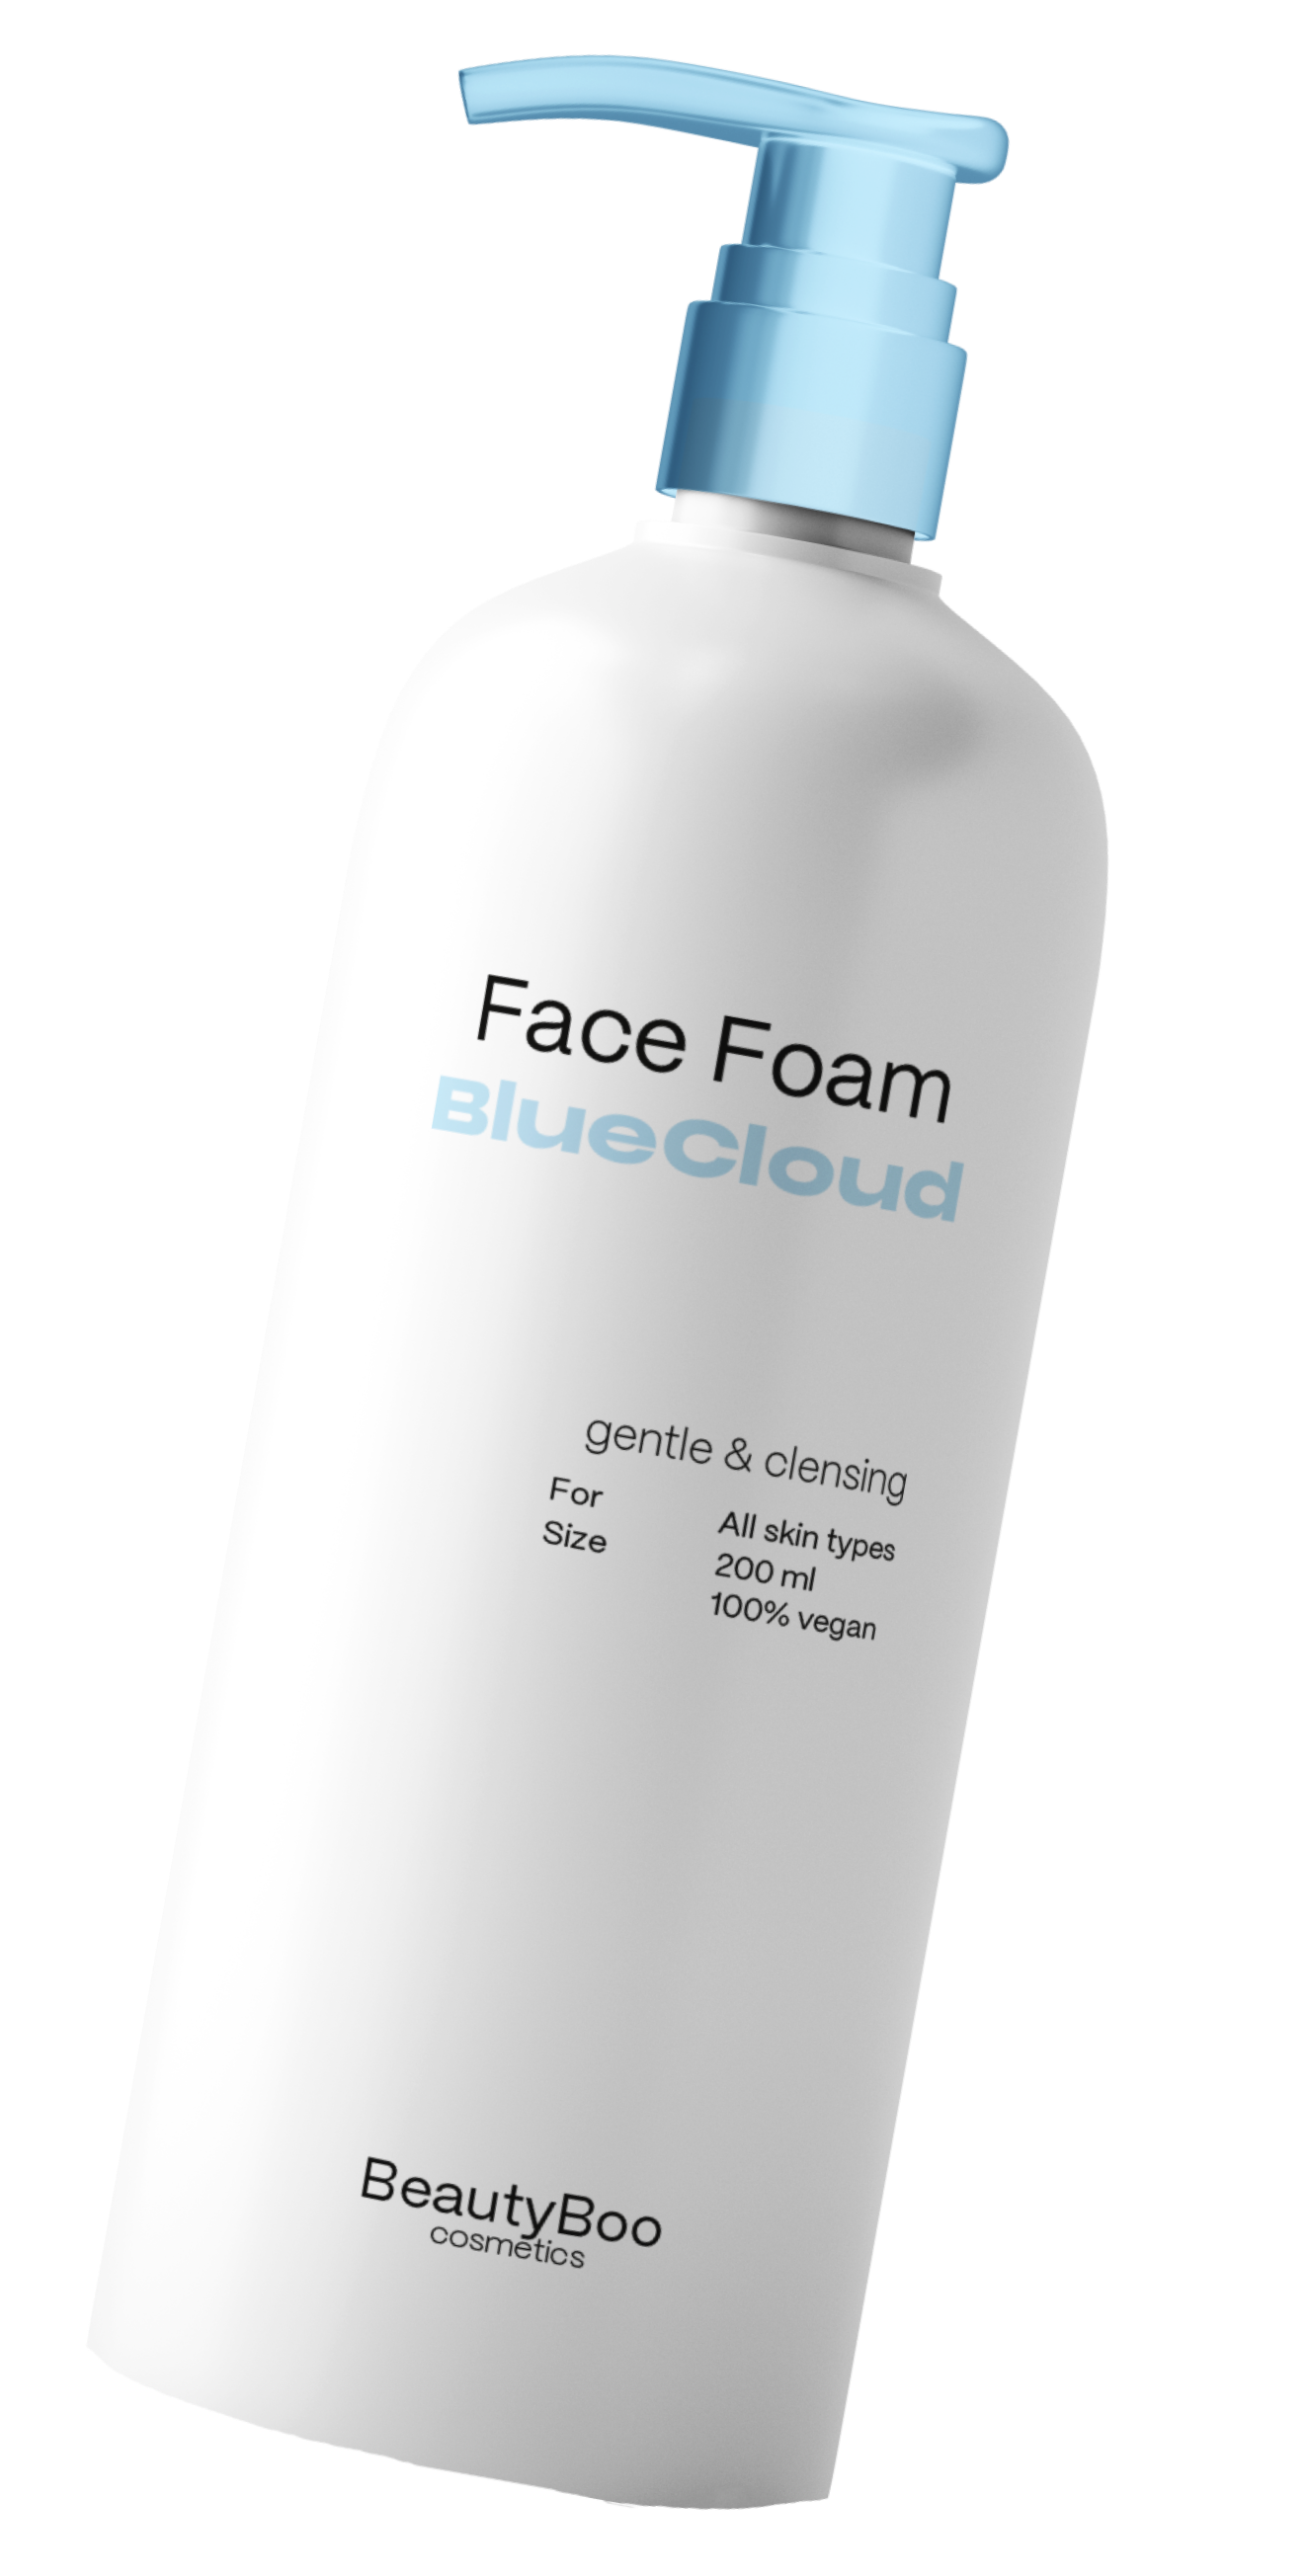 Face Foam
BlueCloud
gentle & clensing
For All skin types
Size 200 ml
100% vegan
BeautyBoo
cosmetics